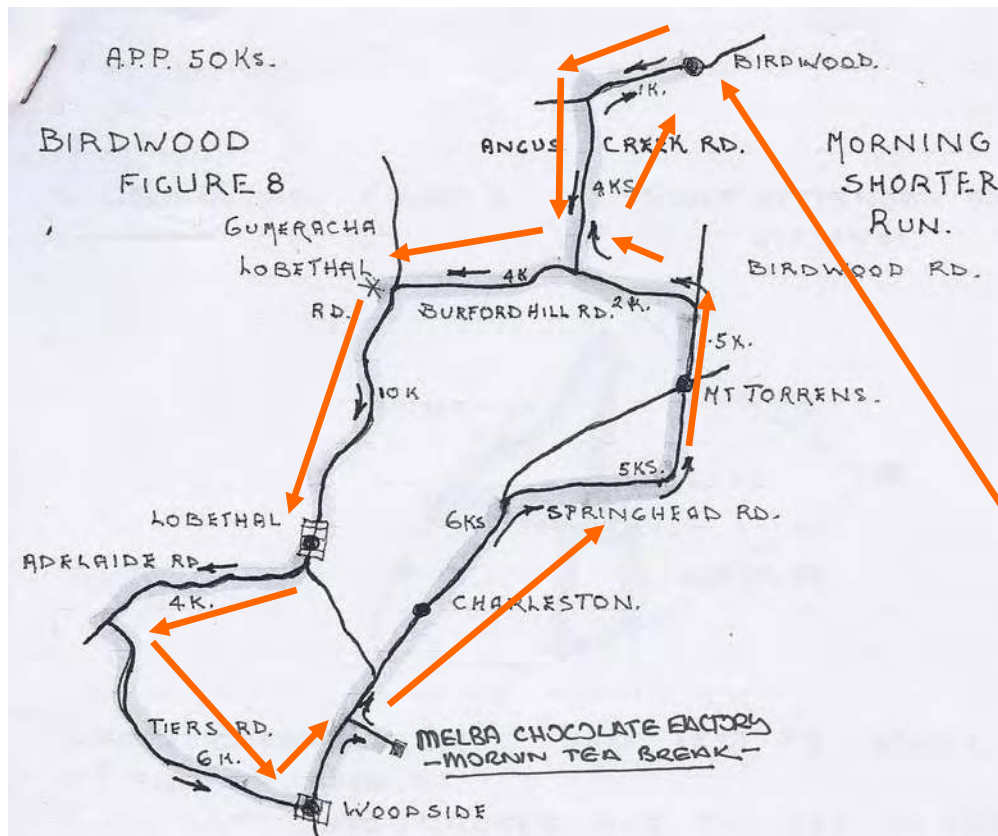 A.P.P. 50Ks.
BIRDWOOD
FIGURE 8
BIRDWOOD.
1K.
ANGUS CREEK RD.
MORNING
SHORTER
RUN.
4KS
GUMERACHA
LOBETHAL
RD.
BIRDWOOD RD.
4K
BURFORD HILL RD.
2K.
.5K.
MT TORRENS.
10K
5KS.
LOBETHAL
6Ks
SPRINGHEAD RD.
ADELAIDE RD
4K.
CHARLESTON.
TIERS RD.
6K.
MELBA CHOCOLATE FACTORY
-MORNIN TEA BREAK-
WOODSIDE